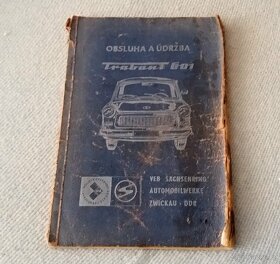 OBSLUHA A ÚDRŽBA
Trabant 601
VEB SACHSENRING
AUTOMOBILWERKE
ZWICKAU · DDR